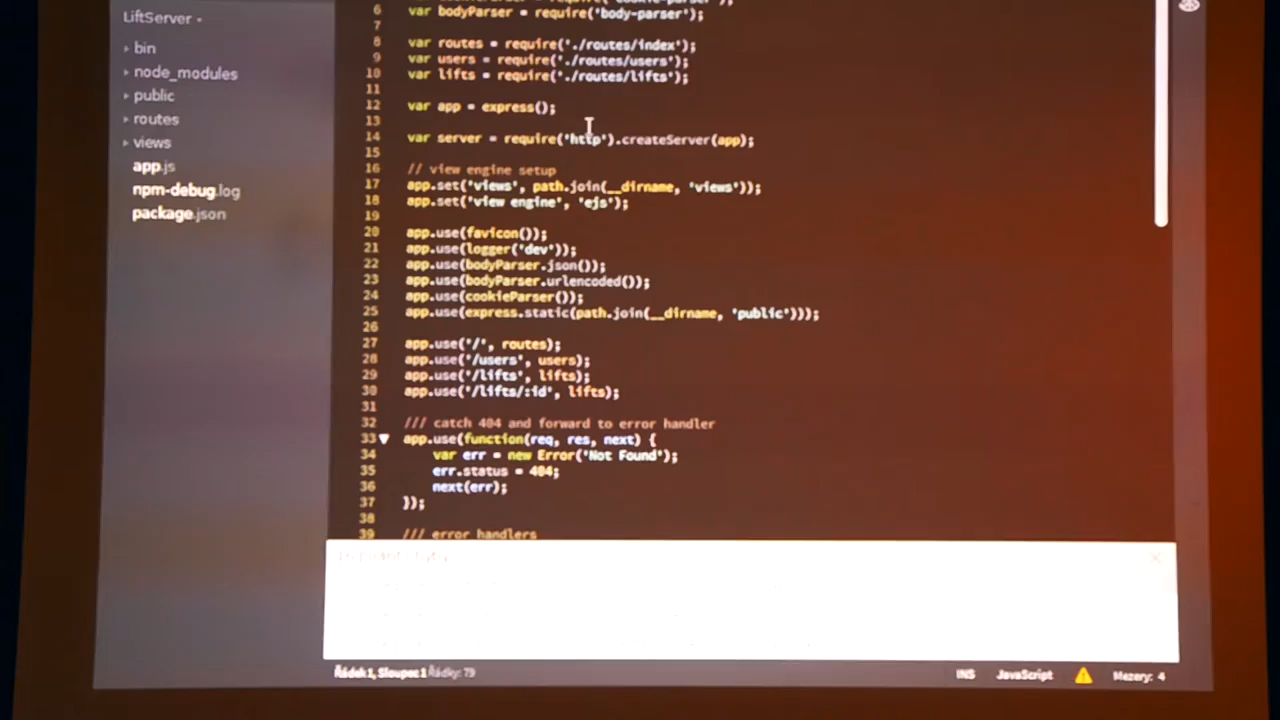 LiftServer
bin
node_modules
public
routes
views
app.js
npm-debug.log
package.json
6 var bodyParser = require('body-parser');
7
8 var routes = require('./routes/index');
9 var users = require('./routes/users');
10 var lifts = require('./routes/lifts');
11
12 var app = express();
13
14 var server = require('http').createServer(app);
15
16 // view engine setup
17 app.set('views', path.join(__dirname, 'views'));
18 app.set('view engine', 'ejs');
19
20 app.use(favicon());
21 app.use(logger('dev'));
22 app.use(bodyParser.json());
23 app.use(bodyParser.urlencoded());
24 app.use(cookieParser());
25 app.use(express.static(path.join(__dirname, 'public')));
26
27 app.use('/', routes);
28 app.use('/users', users);
29 app.use('/lifts', lifts);
30 app.use('/lifts/:id', lifts);
31
32 /// catch 404 and forward to error handler
33 app.use(function(req, res, next) {
34 var err = new Error('Not Found');
35 err.status = 404;
36 next(err);
37 });
38
39 /// error handlers
Řádek 1, Sloupec 1 Řádky: 79
INS JavaScript Mezery: 4